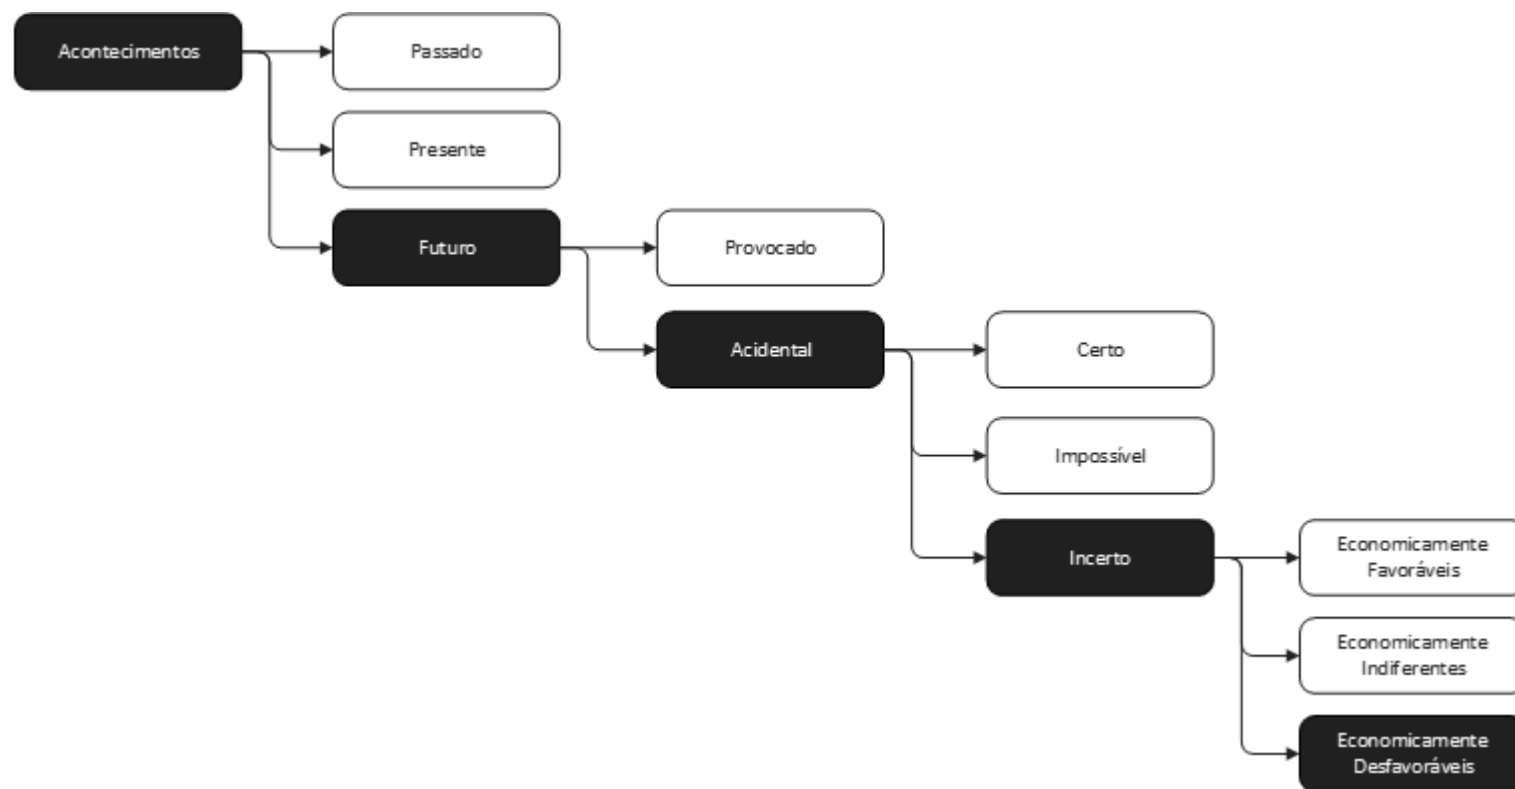 Acontecimentos
Passado
Presente
Futuro
Provocado
Acidental
Certo
Impossível
Incerto
Economicamente
Favoráveis
Economicamente
Indiferentes
Economicamente
Desfavoráveis